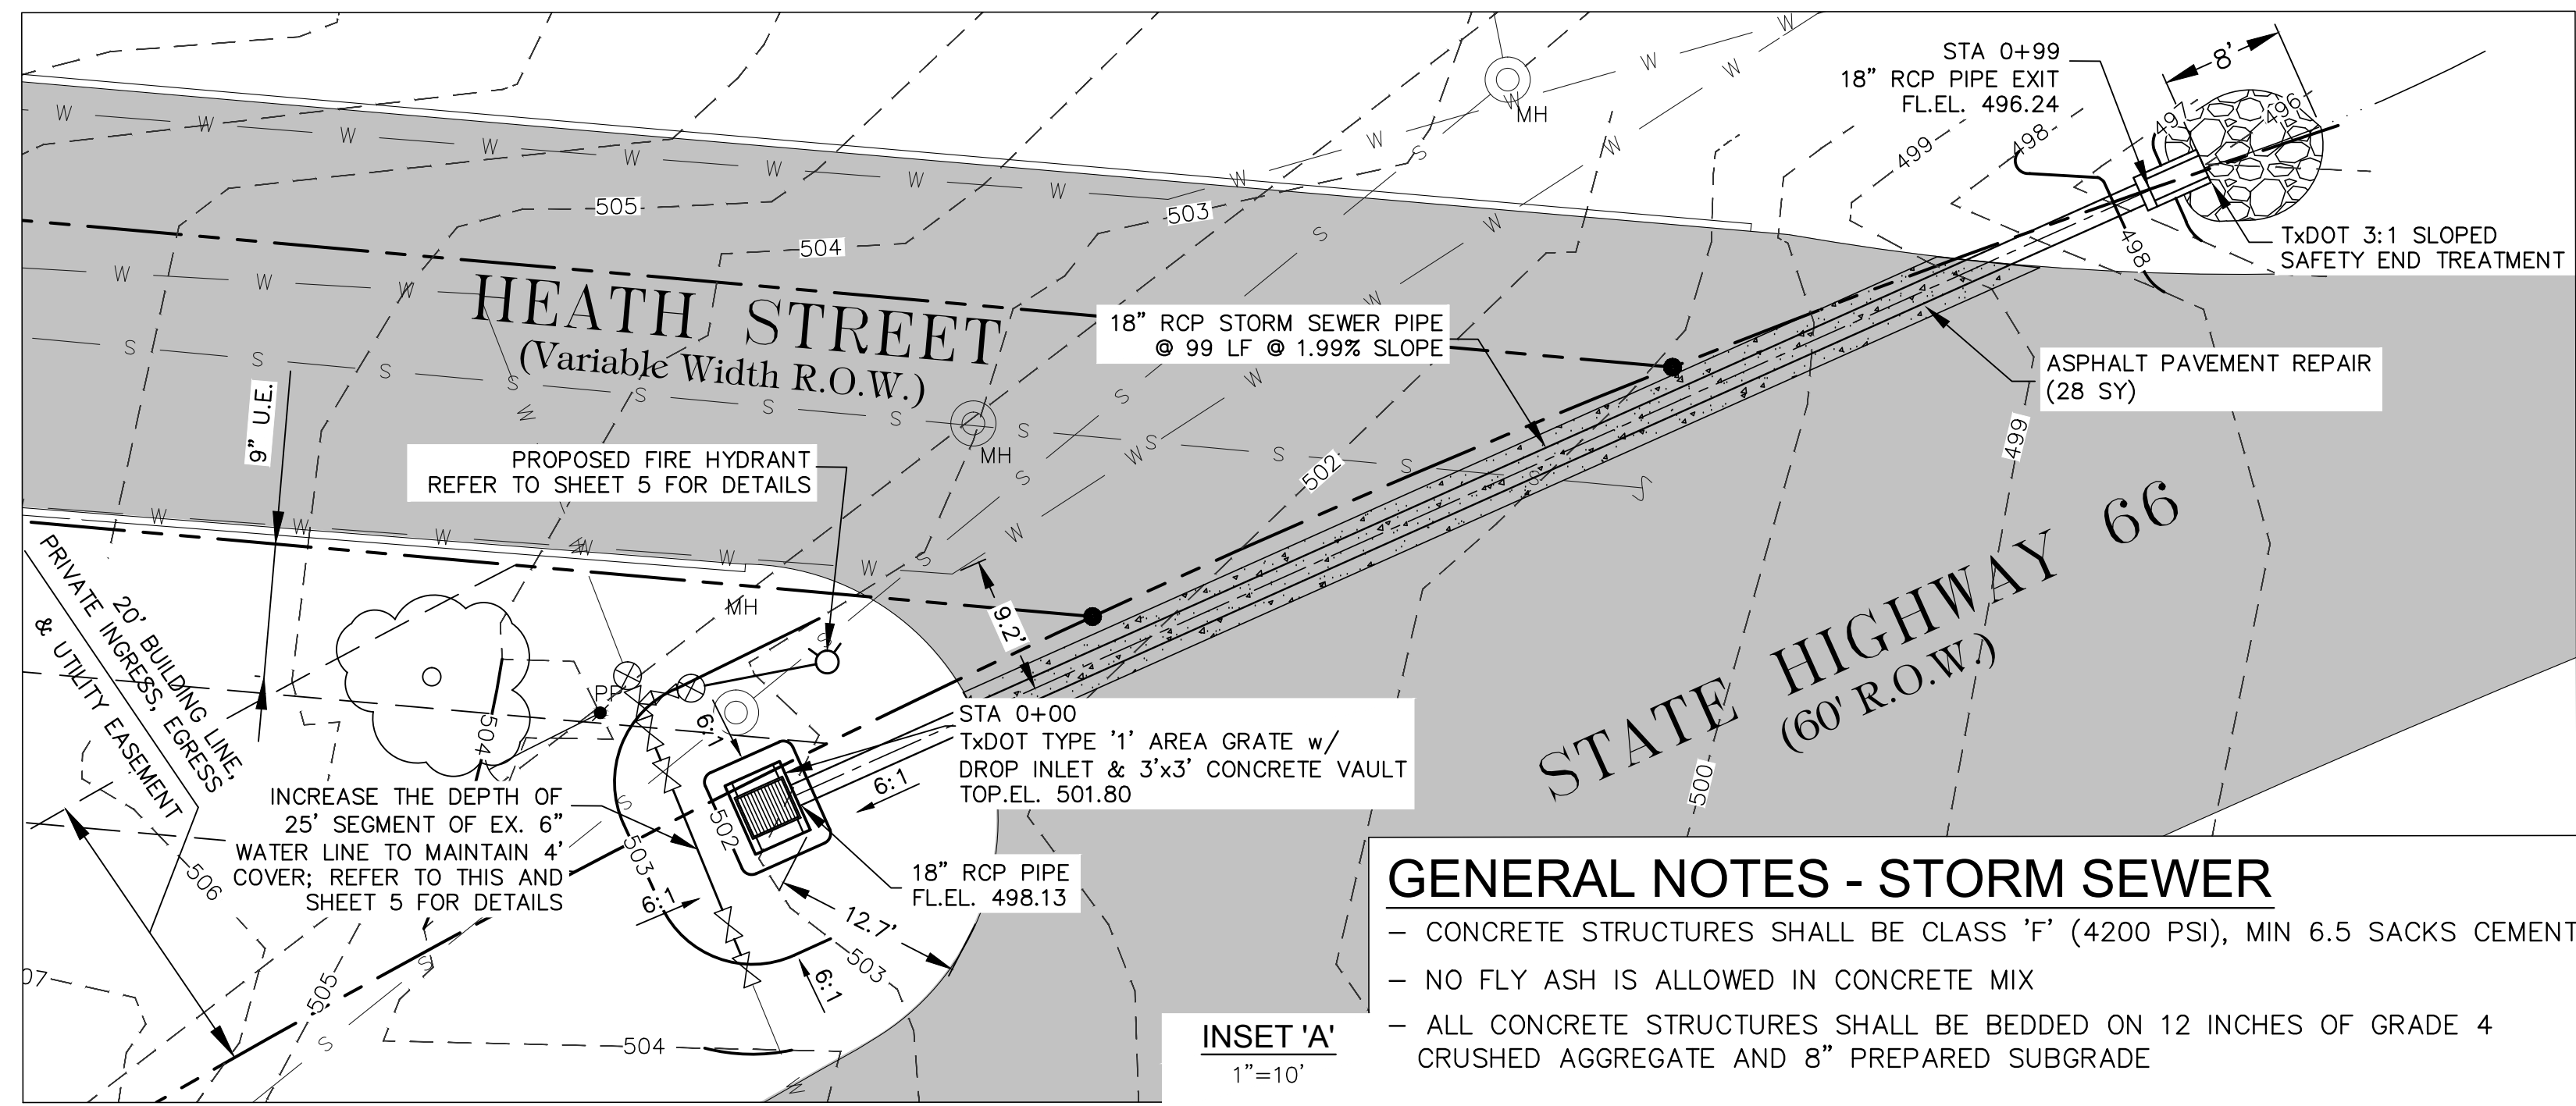 STA 0+99
18" RCP PIPE EXIT
FL.EL. 496.24
8'
497
496
498
499
498
TxDOT 3:1 SLOPED
SAFETY END TREATMENT
W W W W W W W W W
W W W W W
MH
S S
505
504
503
HEATH STREET
(Variable Width R.O.W.)
W W W
S S S S S S S S S S S
18" RCP STORM SEWER PIPE
@ 99 LF @ 1.99% SLOPE
ASPHALT PAVEMENT REPAIR
(28 SY)
9" U.E.
PROPOSED FIRE HYDRANT
REFER TO SHEET 5 FOR DETAILS
MH
502
499
STATE HIGHWAY 66
(60' R.O.W.)
500
W W W W W W
9.2'
MH
PP
20' BUILDING LINE,
PRIVATE INGRESS, EGRESS
& UTILITY EASEMENT
504
6:1
STA 0+00
TxDOT TYPE '1' AREA GRATE w/
DROP INLET & 3'x3' CONCRETE VAULT
TOP.EL. 501.80
6:1
INCREASE THE DEPTH OF
25' SEGMENT OF EX. 6"
WATER LINE TO MAINTAIN 4'
COVER; REFER TO THIS AND
SHEET 5 FOR DETAILS
502
503
18" RCP PIPE
FL.EL. 498.13
6:1
12.7'
503
6:1
506
07
505
504
INSET 'A'
1"=10'
GENERAL NOTES - STORM SEWER
– CONCRETE STRUCTURES SHALL BE CLASS 'F' (4200 PSI), MIN 6.5 SACKS CEMENT
– NO FLY ASH IS ALLOWED IN CONCRETE MIX
– ALL CONCRETE STRUCTURES SHALL BE BEDDED ON 12 INCHES OF GRADE 4
CRUSHED AGGREGATE AND 8" PREPARED SUBGRADE